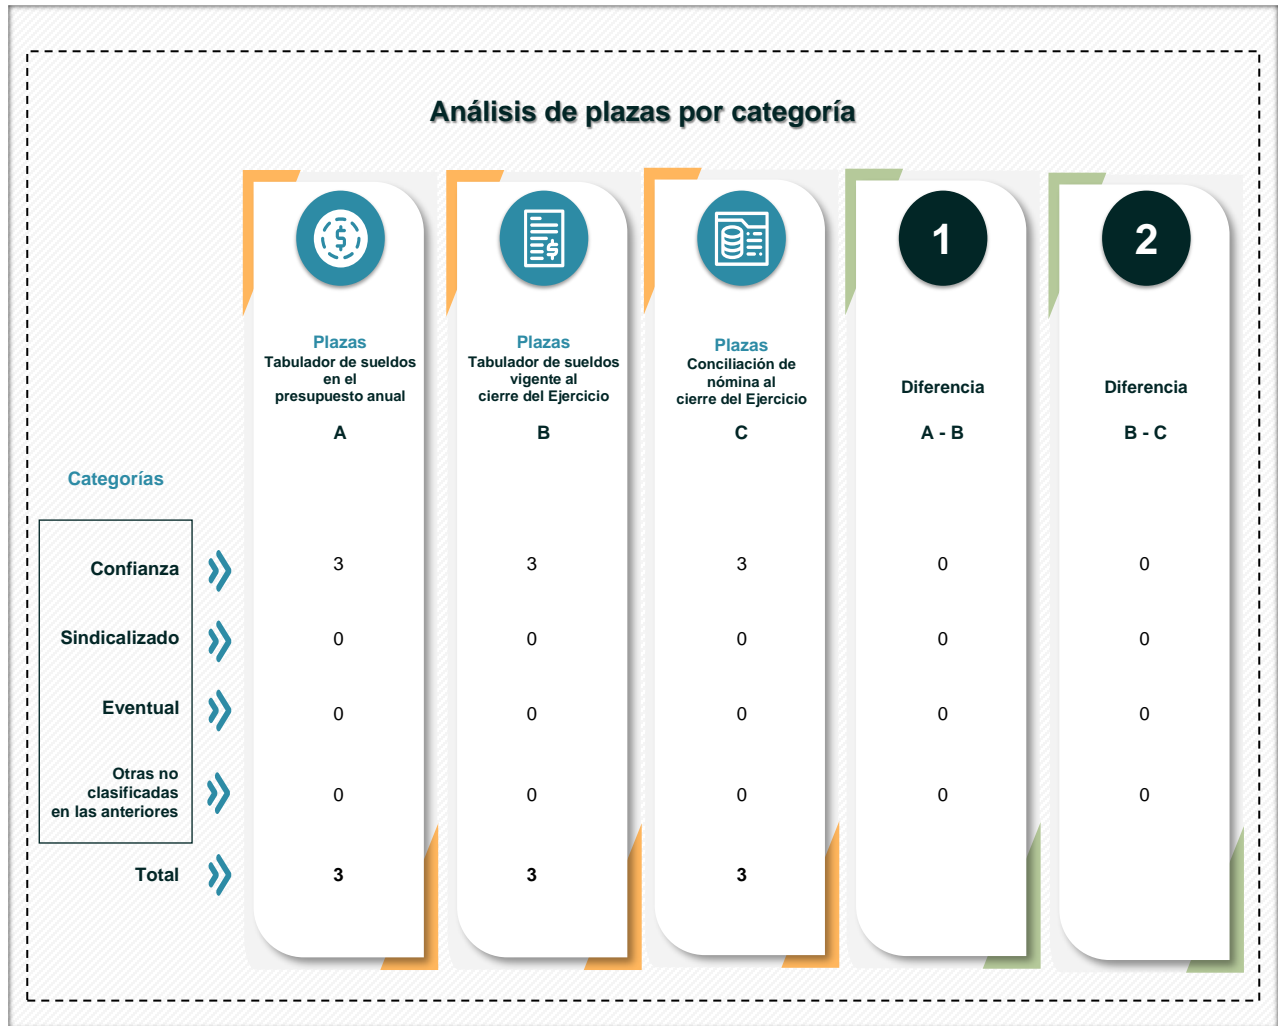 Análisis de plazas por categoría
1
2
Plazas
Tabulador de sueldos
en el
presupuesto anual
A
Plazas
Tabulador de sueldos
vigente al
cierre del Ejercicio
B
Plazas
Conciliación de
nómina al
cierre del Ejercicio
C
Diferencia
A - B
Diferencia
B - C
Categorías
Confianza 3 3 3 0 0
Sindicalizado 0 0 0 0 0
Eventual 0 0 0 0 0
Otras no
clasificadas
en las anteriores 0 0 0 0 0
Total 3 3 3